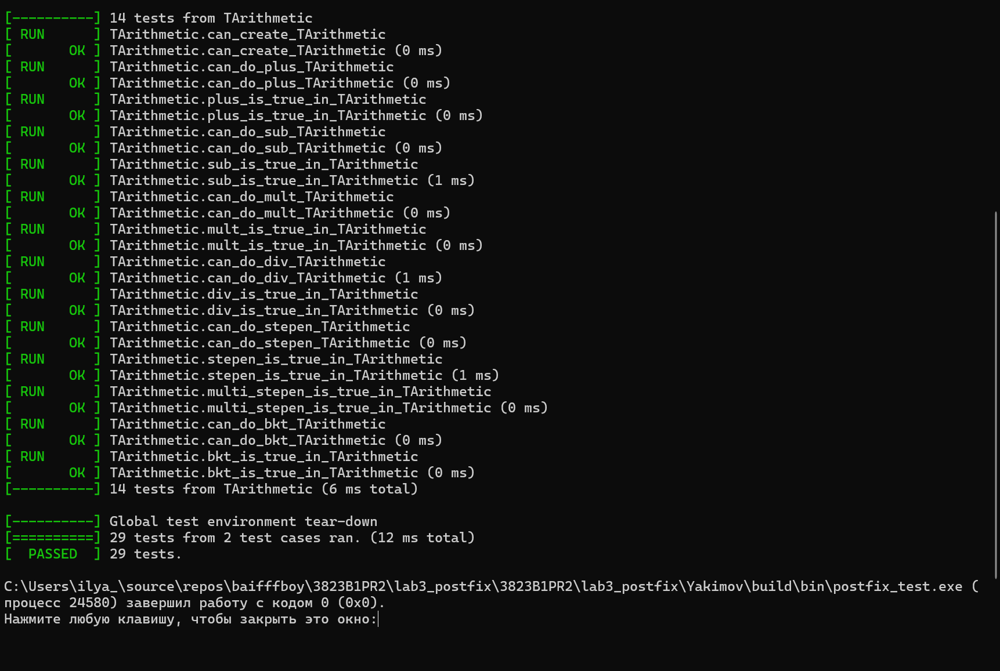 [----------] 14 tests from TArithmetic
[ RUN      ] TArithmetic.can_create_TArithmetic
[       OK ] TArithmetic.can_create_TArithmetic (0 ms)
[ RUN      ] TArithmetic.can_do_plus_TArithmetic
[       OK ] TArithmetic.can_do_plus_TArithmetic (0 ms)
[ RUN      ] TArithmetic.plus_is_true_in_TArithmetic
[       OK ] TArithmetic.plus_is_true_in_TArithmetic (0 ms)
[ RUN      ] TArithmetic.can_do_sub_TArithmetic
[       OK ] TArithmetic.can_do_sub_TArithmetic (0 ms)
[ RUN      ] TArithmetic.sub_is_true_in_TArithmetic
[       OK ] TArithmetic.sub_is_true_in_TArithmetic (1 ms)
[ RUN      ] TArithmetic.can_do_mult_TArithmetic
[       OK ] TArithmetic.can_do_mult_TArithmetic (0 ms)
[ RUN      ] TArithmetic.mult_is_true_in_TArithmetic
[       OK ] TArithmetic.mult_is_true_in_TArithmetic (0 ms)
[ RUN      ] TArithmetic.can_do_div_TArithmetic
[       OK ] TArithmetic.can_do_div_TArithmetic (1 ms)
[ RUN      ] TArithmetic.div_is_true_in_TArithmetic
[       OK ] TArithmetic.div_is_true_in_TArithmetic (0 ms)
[ RUN      ] TArithmetic.can_do_stepen_TArithmetic
[       OK ] TArithmetic.can_do_stepen_TArithmetic (0 ms)
[ RUN      ] TArithmetic.stepen_is_true_in_TArithmetic
[       OK ] TArithmetic.stepen_is_true_in_TArithmetic (1 ms)
[ RUN      ] TArithmetic.multi_stepen_is_true_in_TArithmetic
[       OK ] TArithmetic.multi_stepen_is_true_in_TArithmetic (0 ms)
[ RUN      ] TArithmetic.can_do_bkt_TArithmetic
[       OK ] TArithmetic.can_do_bkt_TArithmetic (0 ms)
[ RUN      ] TArithmetic.bkt_is_true_in_TArithmetic
[       OK ] TArithmetic.bkt_is_true_in_TArithmetic (0 ms)
[----------] 14 tests from TArithmetic (6 ms total)
[----------] Global test environment tear-down
[==========] 29 tests from 2 test cases ran. (12 ms total)
[  PASSED  ] 29 tests.
C:\Users\ilya_\source\repos\baifffboy\3823B1PR2\lab3_postfix\3823B1PR2\lab3_postfix\Yakimov\build\bin\postfix_test.exe (
процесс 24580) завершил работу с кодом 0 (0x0).
Нажмите любую клавишу, чтобы закрыть это окно: